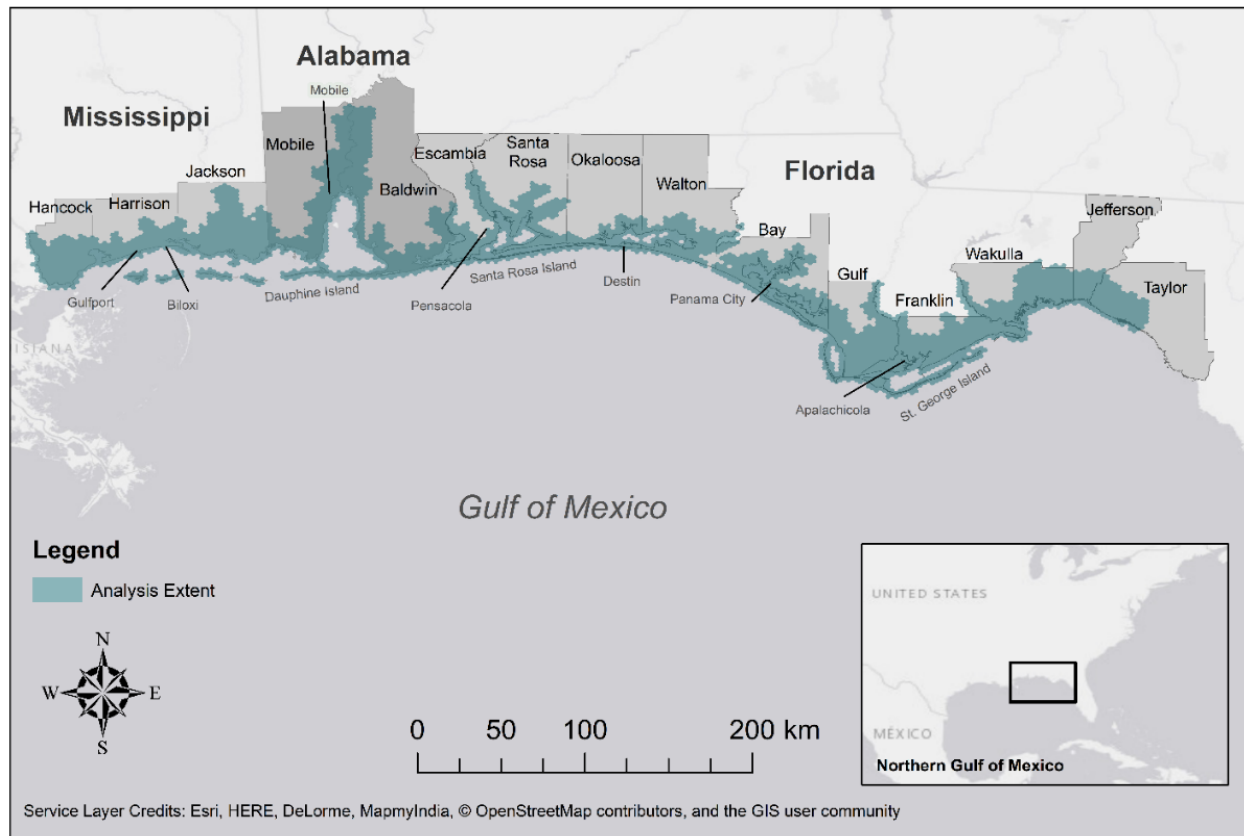 Alabama
Mobile
Mississippi
Mobile
Escambia
Santa
Rosa
Okaloosa
Florida
Jackson
Walton
Baldwin
Harrison
Hancock
Jefferson
Bay
Wakulla
Gulf
Franklin
Taylor
Santa Rosa Island
Destin
Dauphine Island
Gulfport
Biloxi
Pensacola
Panama City
ISIANA
Apalachicola
St. George Island
Gulf of Mexico
Legend
Analysis Extent
N
W
E
S
0 50 100 200 km
UNITED STATES
MÉXICO
Northern Gulf of Mexico
Service Layer Credits: Esri, HERE, DeLorme, MapmyIndia, © OpenStreetMap contributors, and the GIS user community